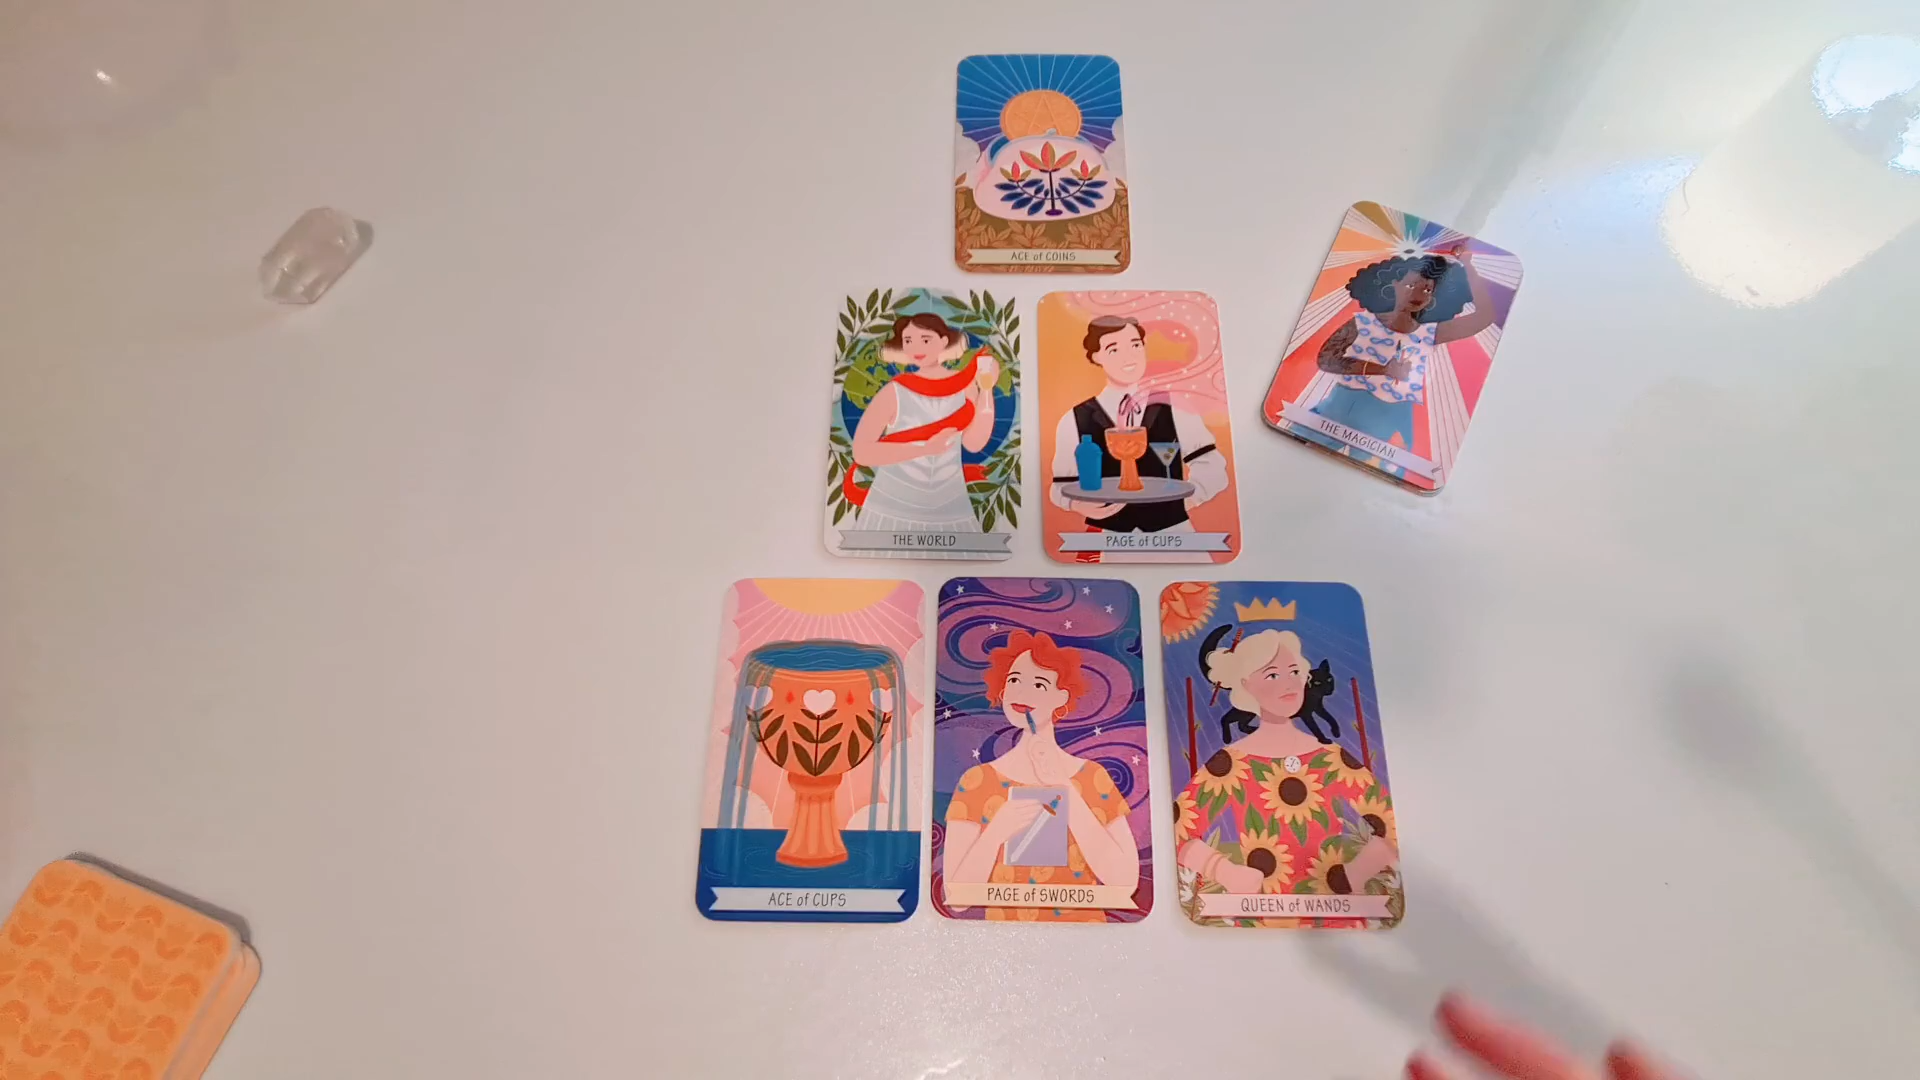 ACE of COINS
THE MAGICIAN
THE WORLD
PAGE of CUPS
ACE of CUPS
PAGE of SWORDS
QUEEN of WANDS